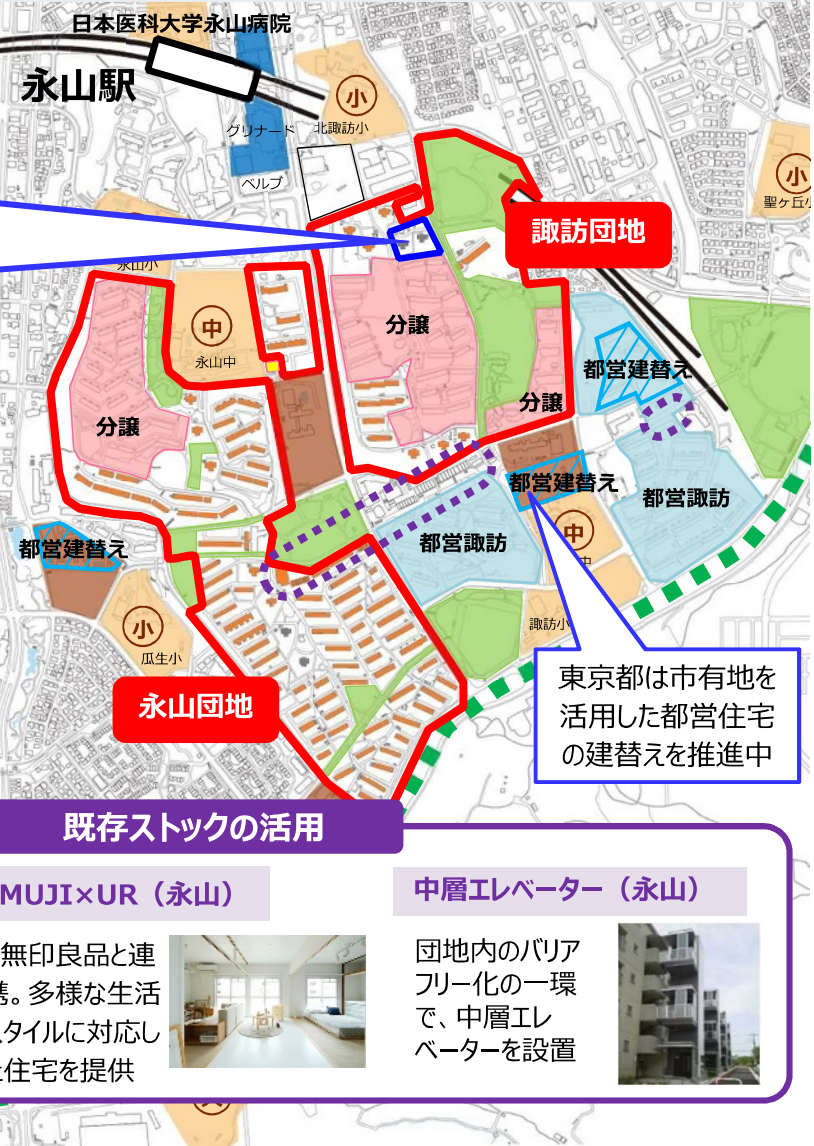 日本医科大学永山病院
永山駅
小
グリナード
北諏訪小
ベルブ
小
聖ヶ丘小
諏訪団地
永山小
中
永山中
分譲
都営建替え
分譲
分譲
都営建替え
都営諏訪
都営建替え
都営諏訪
中
中
小
瓜生小
諏訪小
永山団地
東京都は市有地を
活用した都営住宅
の建替えを推進中
既存ストックの活用
MUJI×UR（永山）
無印良品と連
携。多様な生活
スタイルに対応し
た住宅を提供
中層エレベーター（永山）
団地内のバリア
フリー化の一環
で、中層エレ
ベーターを設置